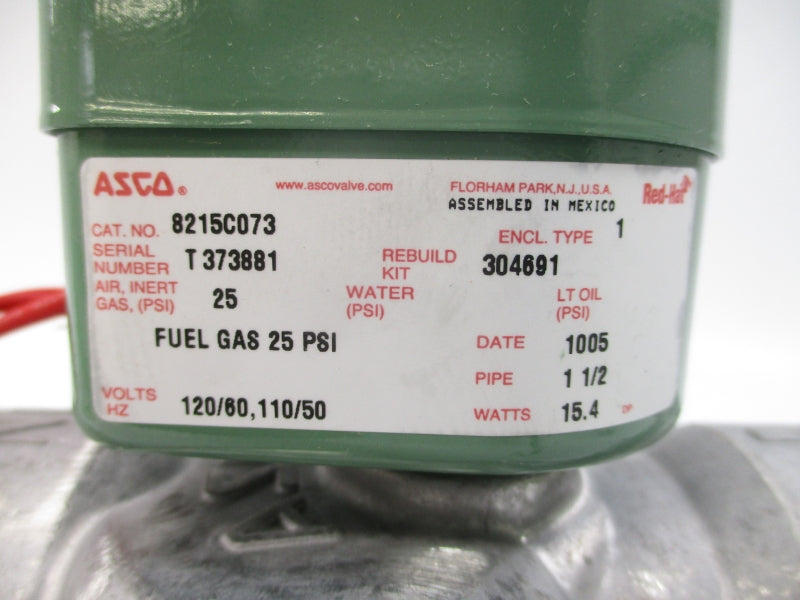 ASCO® www.ascovalve.com FLORHAM PARK, N.J., U.S.A. Red-Hat
ASSEMBLED IN MEXICO
CAT. NO. 8215C073 ENCL. TYPE 1
SERIAL NUMBER T 373881 REBUILD KIT 304691
AIR, INERT GAS, (PSI) 25 WATER (PSI) LT OIL (PSI)
FUEL GAS 25 PSI DATE 1005
PIPE 1 1/2
VOLTS HZ 120/60,110/50 WATTS 15.4 DP